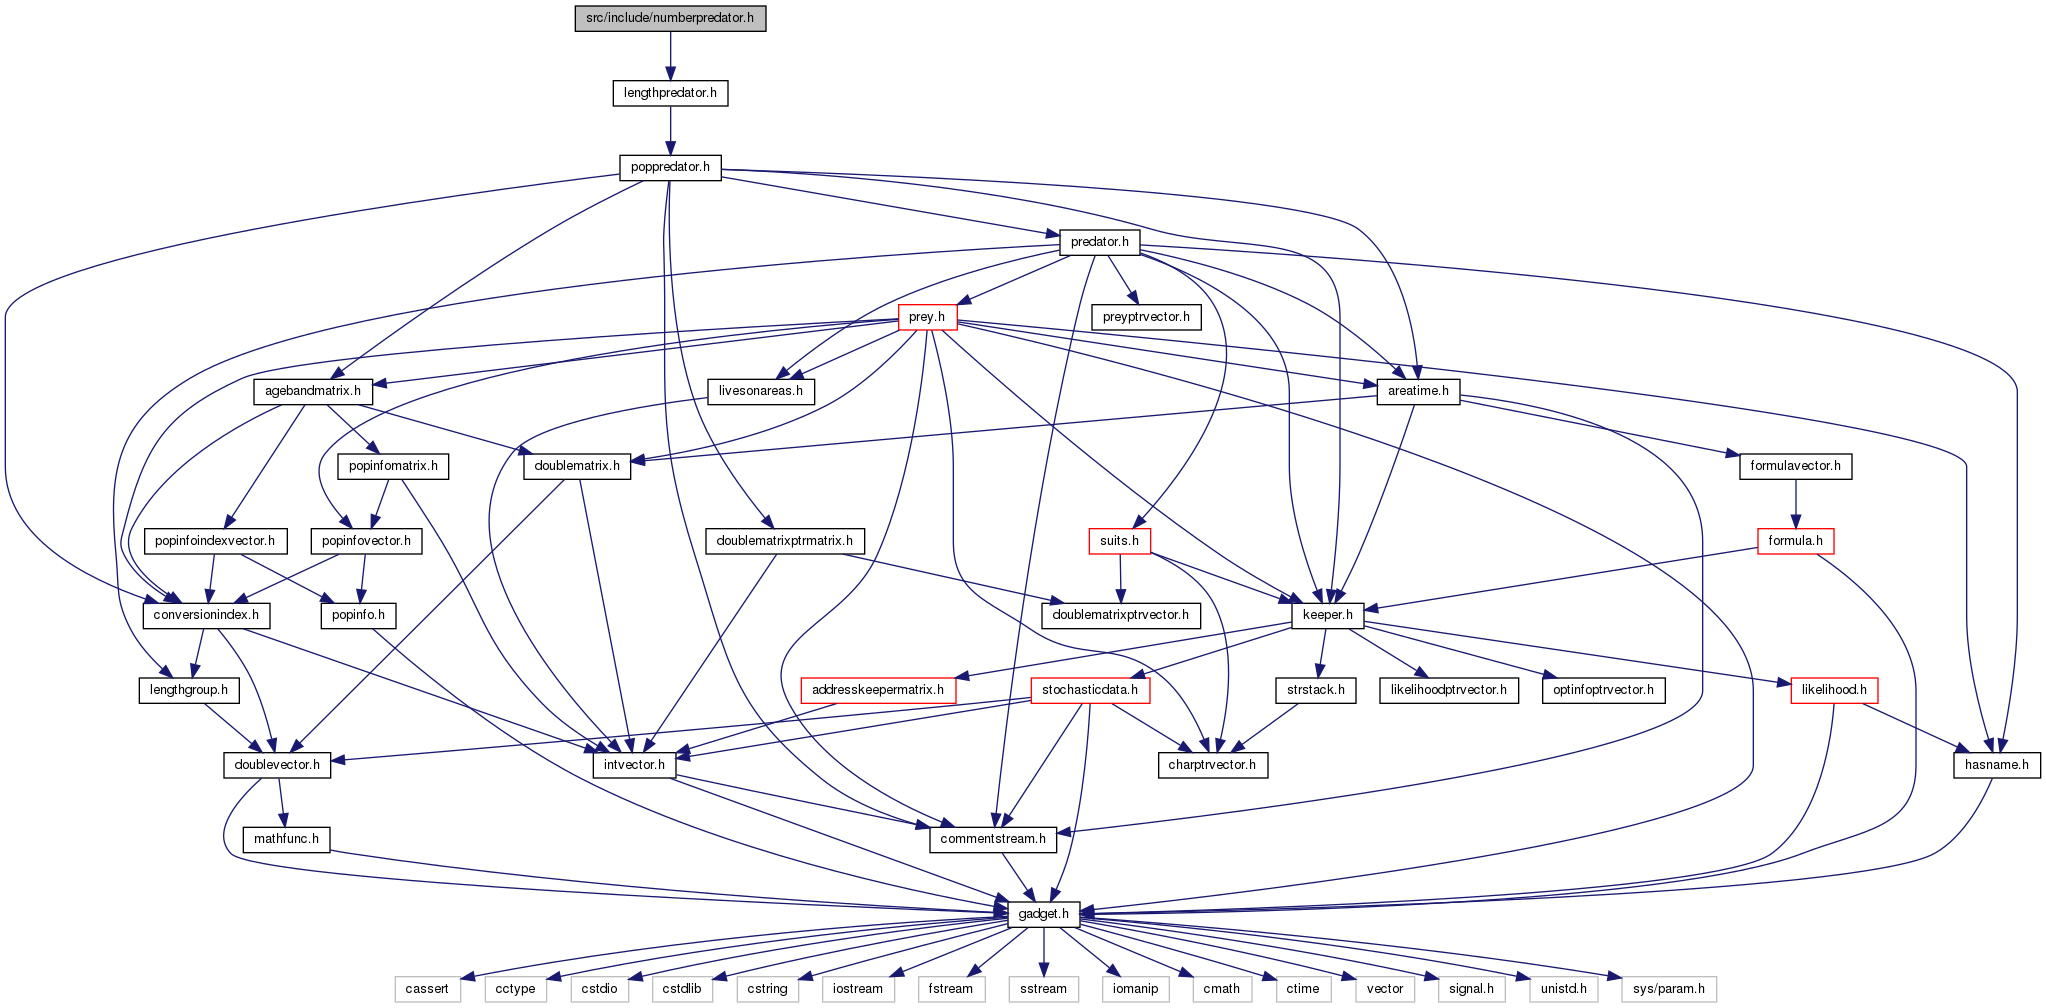 src/include/numberpredator.h
lengthpredator.h
poppredator.h
predator.h
prey.h
preyptrvector.h
agebandmatrix.h
livesonareas.h
areatime.h
popinfomatrix.h
doublematrix.h
formulavector.h
popinfoindexvector.h
popinfovector.h
doublematrixptrmatrix.h
suits.h
formula.h
conversionindex.h
popinfo.h
doublematrixptrvector.h
keeper.h
lengthgroup.h
addresskeepermatrix.h
stochasticdata.h
strstack.h
likelihoodptrvector.h
optinfoptrvector.h
likelihood.h
doublevector.h
intvector.h
charptrvector.h
hasname.h
mathfunc.h
commentstream.h
gadget.h
cassert
cctype
cstdio
cstdlib
cstring
iostream
fstream
sstream
iomanip
cmath
ctime
vector
signal.h
unistd.h
sys/param.h